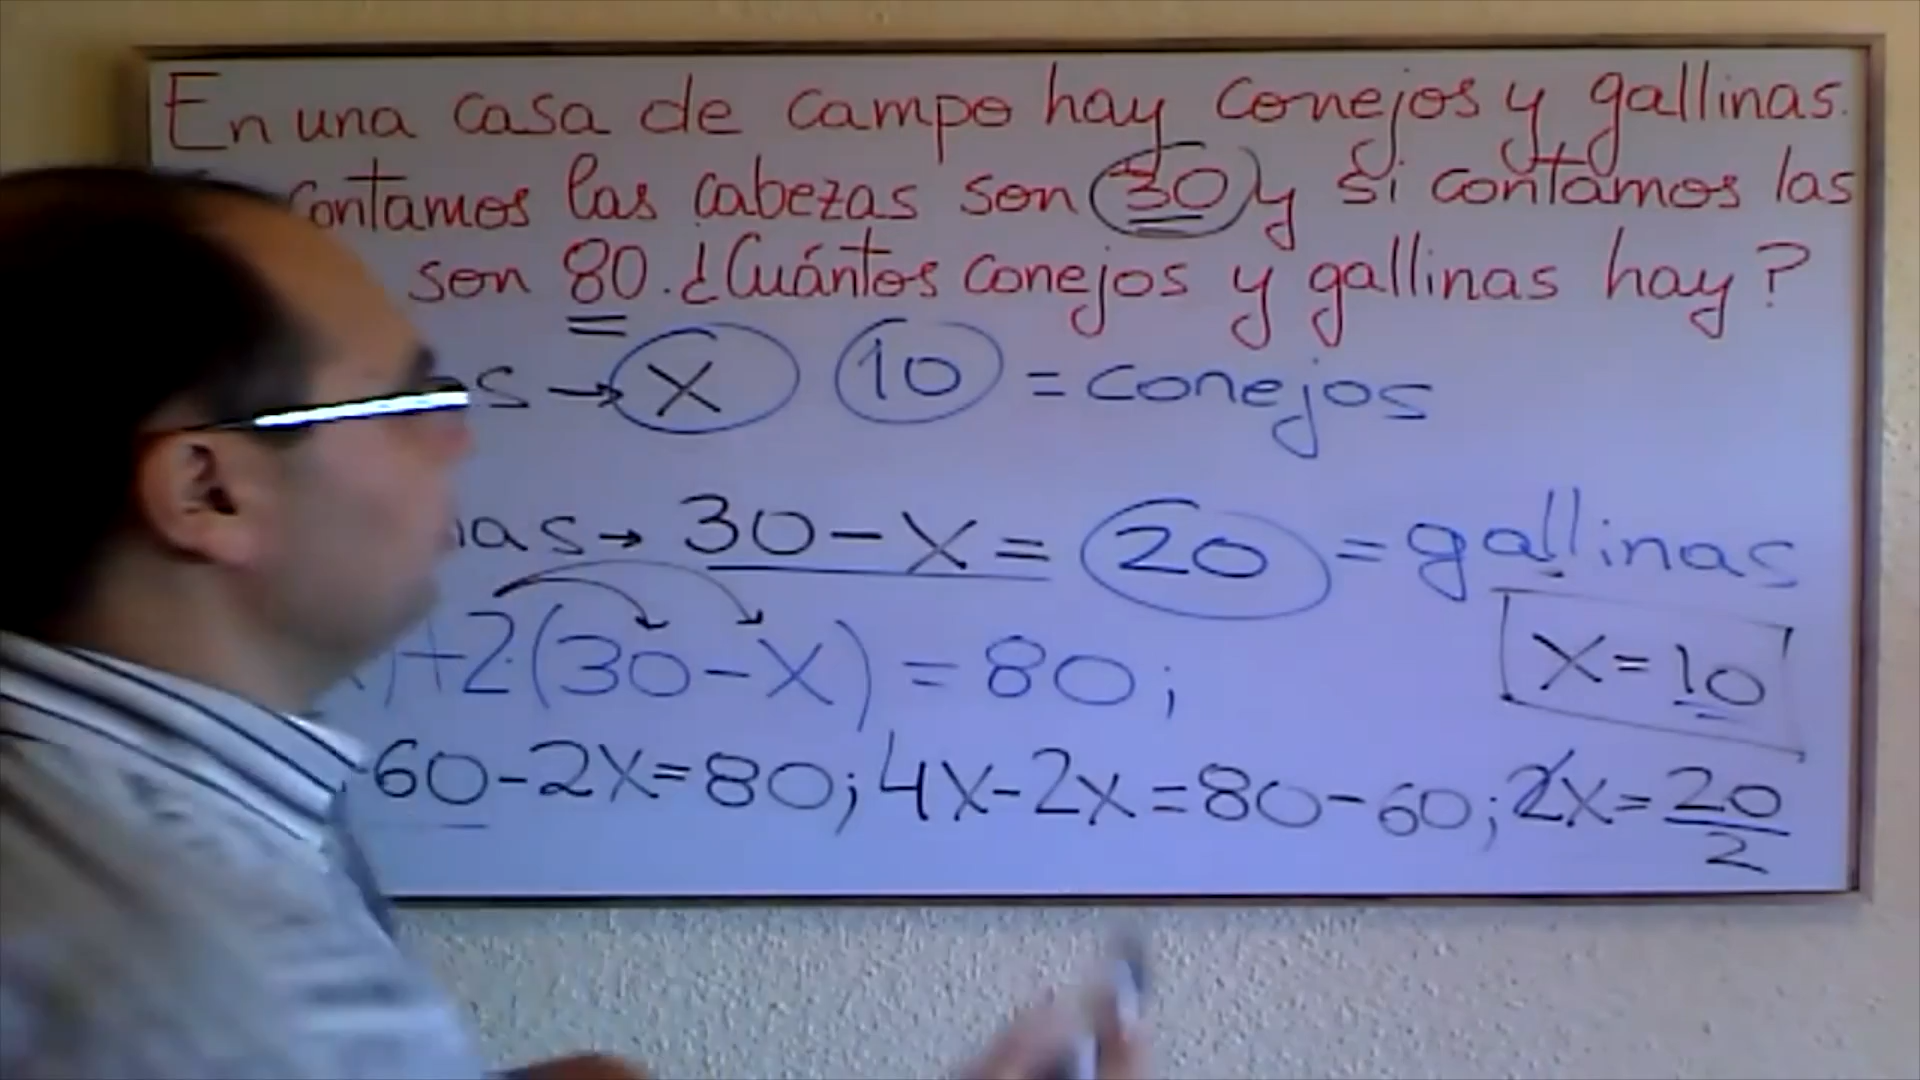 En una casa de campo hay conejos y gallinas.
contamos las cabezas son 30 y si contamos las
son 80. ¿Cuántos conejos y gallinas hay?
s → x 10 = conejos
nas → 30 - x = 20 = gallinas
) + 2·(30 - x) = 80;
x = 10
60 - 2x = 80; 4x - 2x = 80 - 60; 2x = 20/2